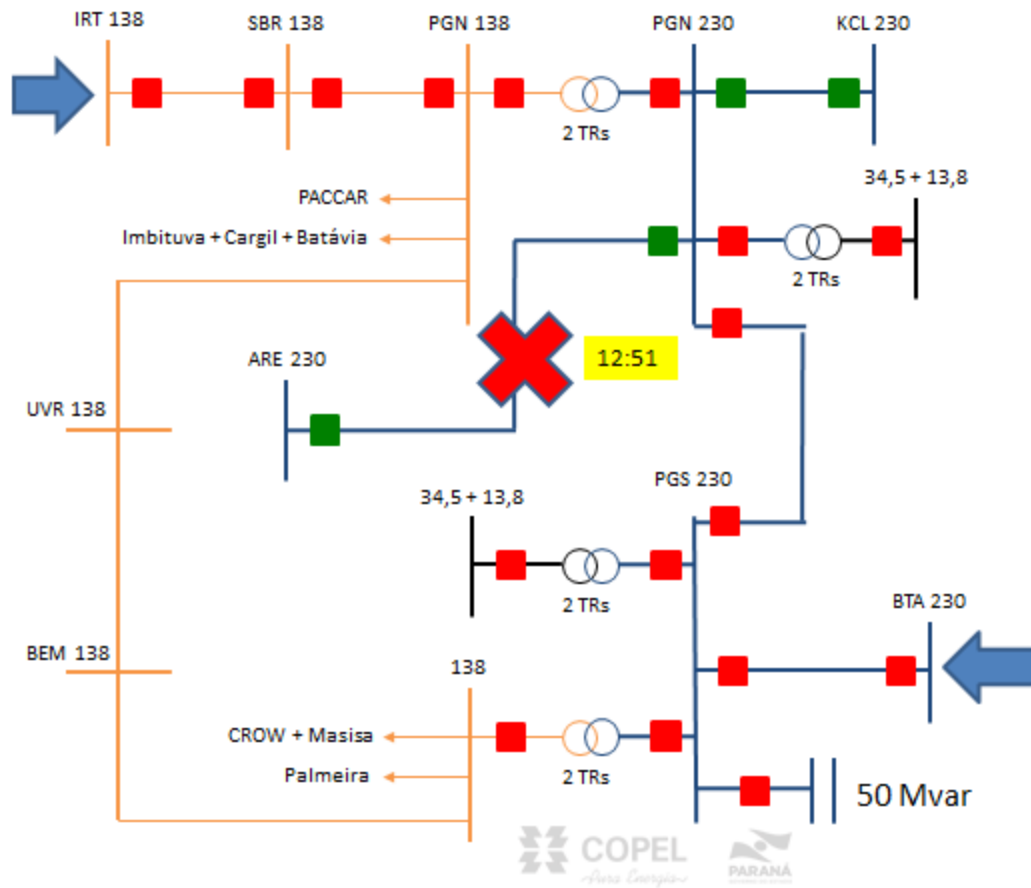 IRT 138
SBR 138
PGN 138
PGN 230
KCL 230
2 TRs
PACCAR
34,5 + 13,8
Imbituva + Cargil + Batávia
2 TRs
ARE 230
12:51
UVR 138
PGS 230
34,5 + 13,8
2 TRs
BTA 230
BEM 138
138
CROW + Masisa
Palmeira
2 TRs
50 Mvar
COPEL
Pura Energia
PARANÁ